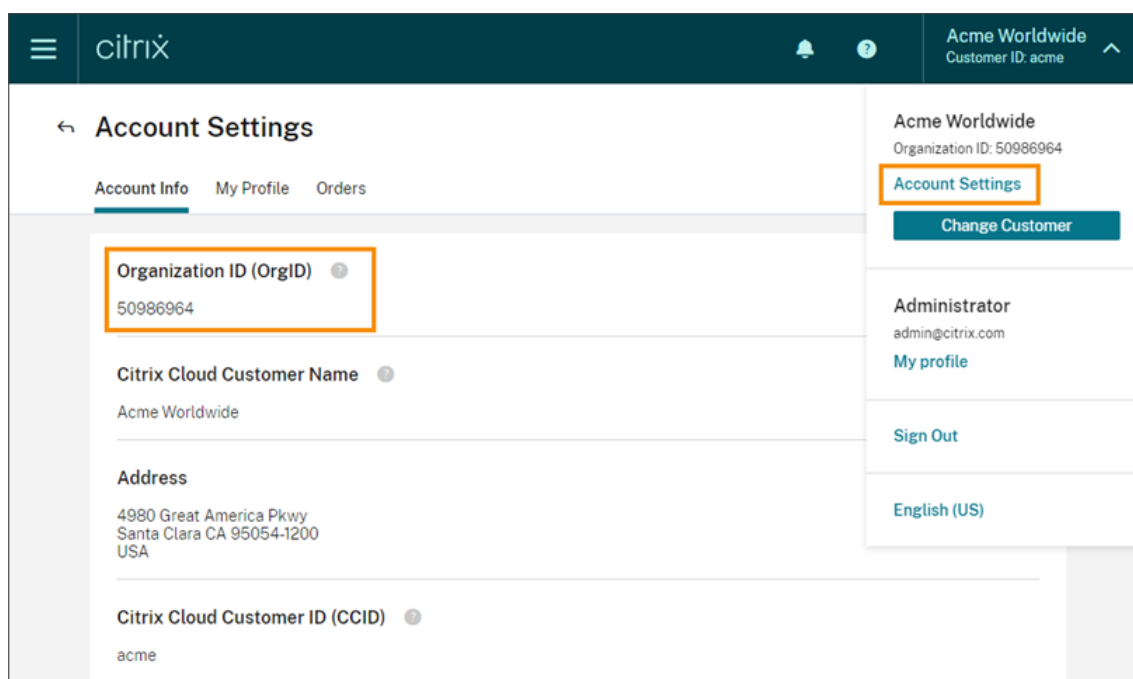 citrix
Acme Worldwide
Customer ID: acme
Account Settings
Account Info My Profile Orders
Organization ID (OrgID)
50986964
Citrix Cloud Customer Name
Acme Worldwide
Address
4980 Great America Pkwy
Santa Clara CA 95054-1200
USA
Citrix Cloud Customer ID (CCID)
acme
Acme Worldwide
Organization ID: 50986964
Account Settings
Change Customer
Administrator
admin@citrix.com
My profile
Sign Out
English (US)